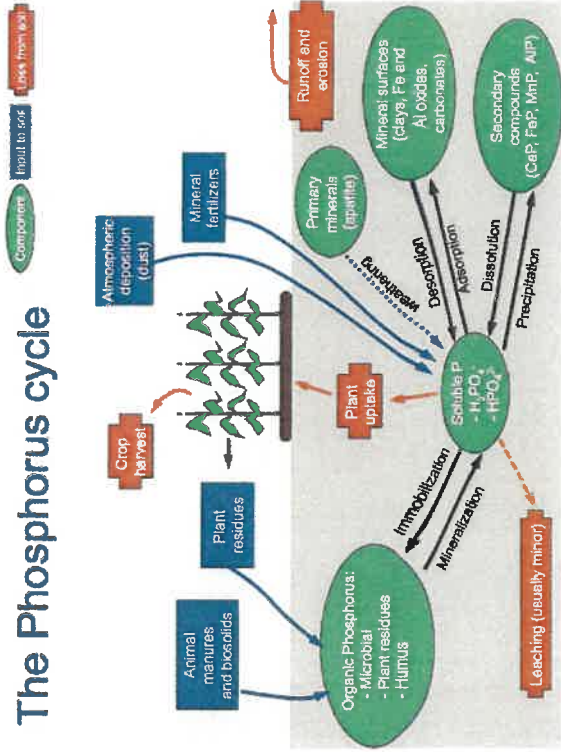 The Phosphorus cycle
Component
Input to soil
Loss from soil
Animal
manures
and biosolids
Plant
residues
Crop
harvest
Atmospheric
deposition
(dust)
Mineral
fertilizers
Runoff and
erosion
Organic Phosphorus:
- Microbial
- Plant residues
- Humus
Plant
uptake
Primary
minerals
(apatite)
Mineral surfaces
(clays, Fe and
Al oxides,
carbonates)
weathering
Immobilization
Mineralization
Soluble P
- H₂PO₄⁻
- HPO₄⁻²
Desorption
Adsorption
Dissolution
Precipitation
Secondary
compounds
(CaP, FeP, MnP, AlP)
Leaching (usually minor)